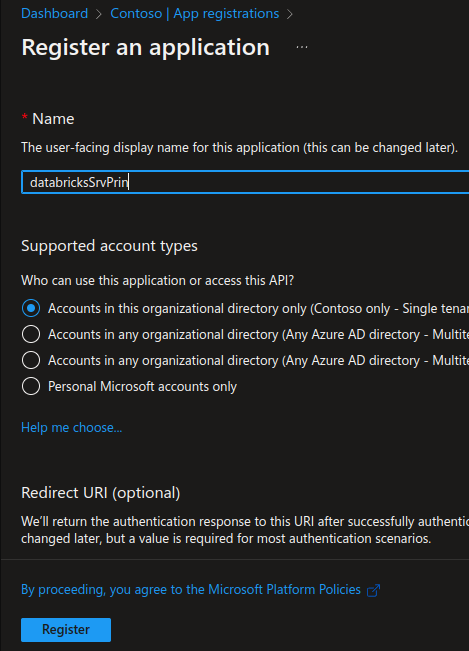 Dashboard > Contoso | App registrations >
Register an application ...
* Name
The user-facing display name for this application (this can be changed later).
databricksSrvPrin
Supported account types
Who can use this application or access this API?
Accounts in this organizational directory only (Contoso only - Single tena
Accounts in any organizational directory (Any Azure AD directory - Multite
Accounts in any organizational directory (Any Azure AD directory - Multite
Personal Microsoft accounts only
Help me choose...
Redirect URI (optional)
We'll return the authentication response to this URI after successfully authentic
changed later, but a value is required for most authentication scenarios.
By proceeding, you agree to the Microsoft Platform Policies
Register